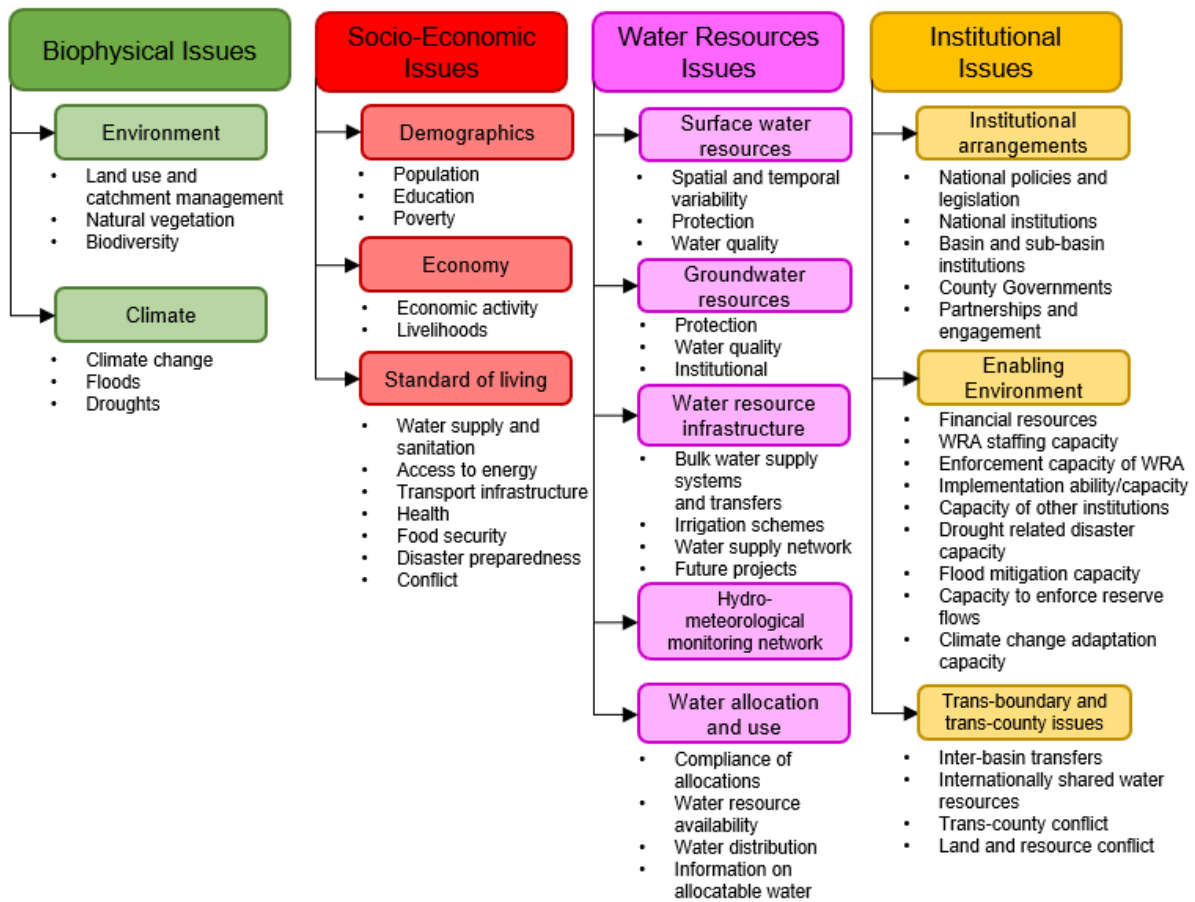 Biophysical Issues
Environment
• Land use and
catchment management
• Natural vegetation
• Biodiversity
Climate
• Climate change
• Floods
• Droughts
Socio-Economic
Issues
Demographics
• Population
• Education
• Poverty
Economy
• Economic activity
• Livelihoods
Standard of living
• Water supply and
sanitation
• Access to energy
• Transport infrastructure
• Health
• Food security
• Disaster preparedness
• Conflict
Water Resources
Issues
Surface water
resources
• Spatial and temporal
variability
• Protection
• Water quality
Groundwater
resources
• Protection
• Water quality
• Institutional
Water resource
infrastructure
• Bulk water supply
systems
and transfers
• Irrigation schemes
• Water supply network
• Future projects
Hydro-
meteorological
monitoring network
Water allocation
and use
• Compliance of
allocations
• Water resource
availability
• Water distribution
• Information on
allocatable water
Institutional
Issues
Institutional
arrangements
• National policies and
legislation
• National institutions
• Basin and sub-basin
institutions
• County Governments
• Partnerships and
engagement
Enabling
Environment
• Financial resources
• WRA staffing capacity
• Enforcement capacity of WRA
• Implementation ability/capacity
• Capacity of other institutions
• Drought related disaster
capacity
• Flood mitigation capacity
• Capacity to enforce reserve
flows
• Climate change adaptation
capacity
Trans-boundary and
trans-county issues
• Inter-basin transfers
• Internationally shared water
resources
• Trans-county conflict
• Land and resource conflict